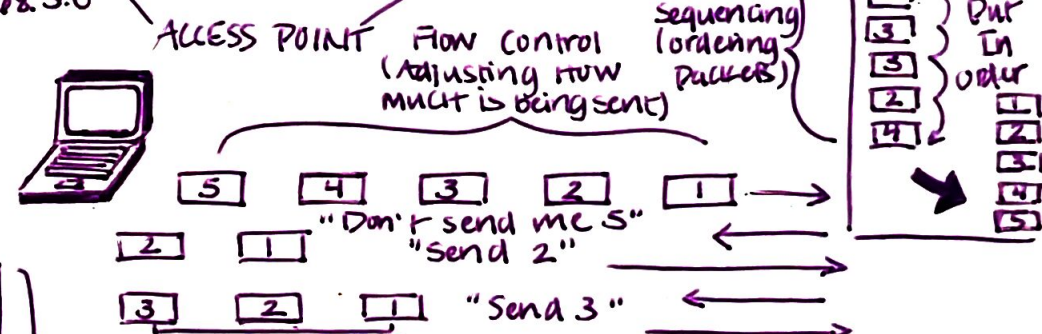 ACCESS POINT
Flow Control
(Adjusting How
much is being sent)
sequencing
(ordering
packets)
3
3
2
4
Put
In
order
1
2
3
4
5
5 4 3 2 1
"Don't send me 5"
2 1
"Send 2"
3 2 1 "Send 3"